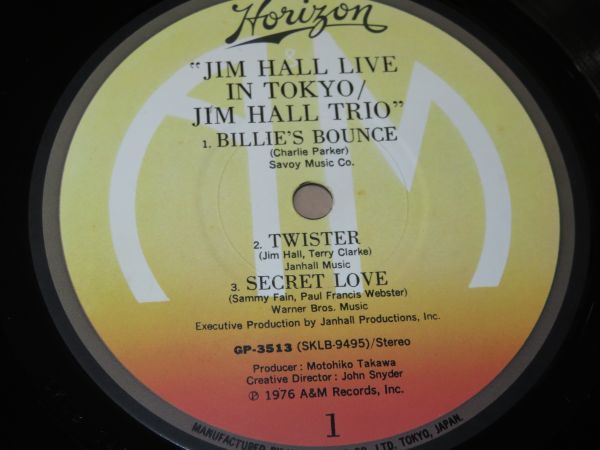 Horizon
"JIM HALL LIVE
IN TOKYO/
JIM HALL TRIO"
1. BILLIE'S BOUNCE
(Charlie Parker)
Savoy Music Co.
2. TWISTER
(Jim Hall, Terry Clarke)
Janhall Music
3. SECRET LOVE
(Sammy Fain, Paul Francis Webster)
Warner Bros. Music
Executive Production by Janhall Productions, Inc.
GP-3513 (SKLB-9495)/Stereo
Producer: Motohiko Takawa
Creative Director: John Snyder
℗ 1976 A&M Records, Inc.
1
MANUFACTURED CO., LTD. TOKYO, JAPAN.